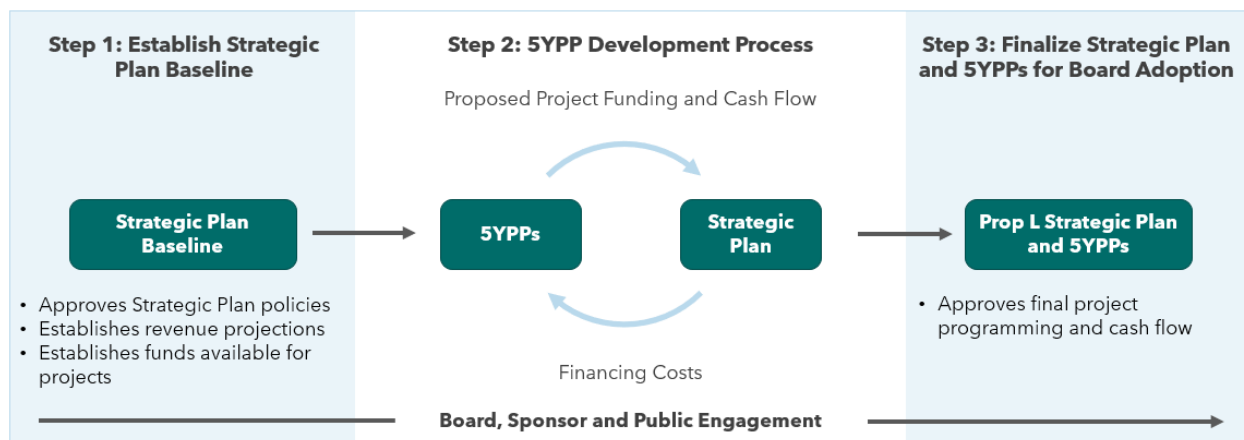 Step 1: Establish Strategic
Plan Baseline
Strategic Plan
Baseline
• Approves Strategic Plan policies
• Establishes revenue projections
• Establishes funds available for
projects
Step 2: 5YPP Development Process
Proposed Project Funding and Cash Flow
5YPPs
Strategic
Plan
Financing Costs
Step 3: Finalize Strategic Plan
and 5YPPs for Board Adoption
Prop L Strategic Plan
and 5YPPs
• Approves final project
programming and cash flow
Board, Sponsor and Public Engagement